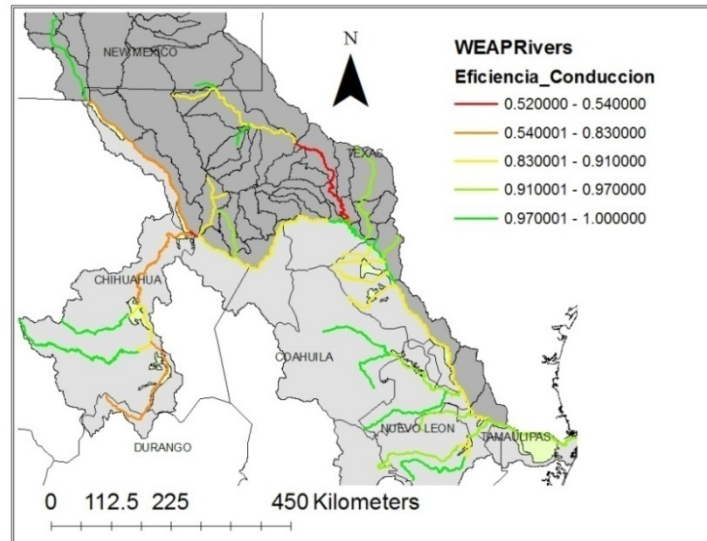 NEW MEXICO
N
WEAPRivers
Eficiencia_Conduccion
0.520000 - 0.540000
0.540001 - 0.830000
0.830001 - 0.910000
0.910001 - 0.970000
0.970001 - 1.000000
TEXAS
CHIHUAHUA
COAHUILA
NUEVO LEON
TAMAULIPAS
DURANGO
0 112.5 225 450 Kilometers